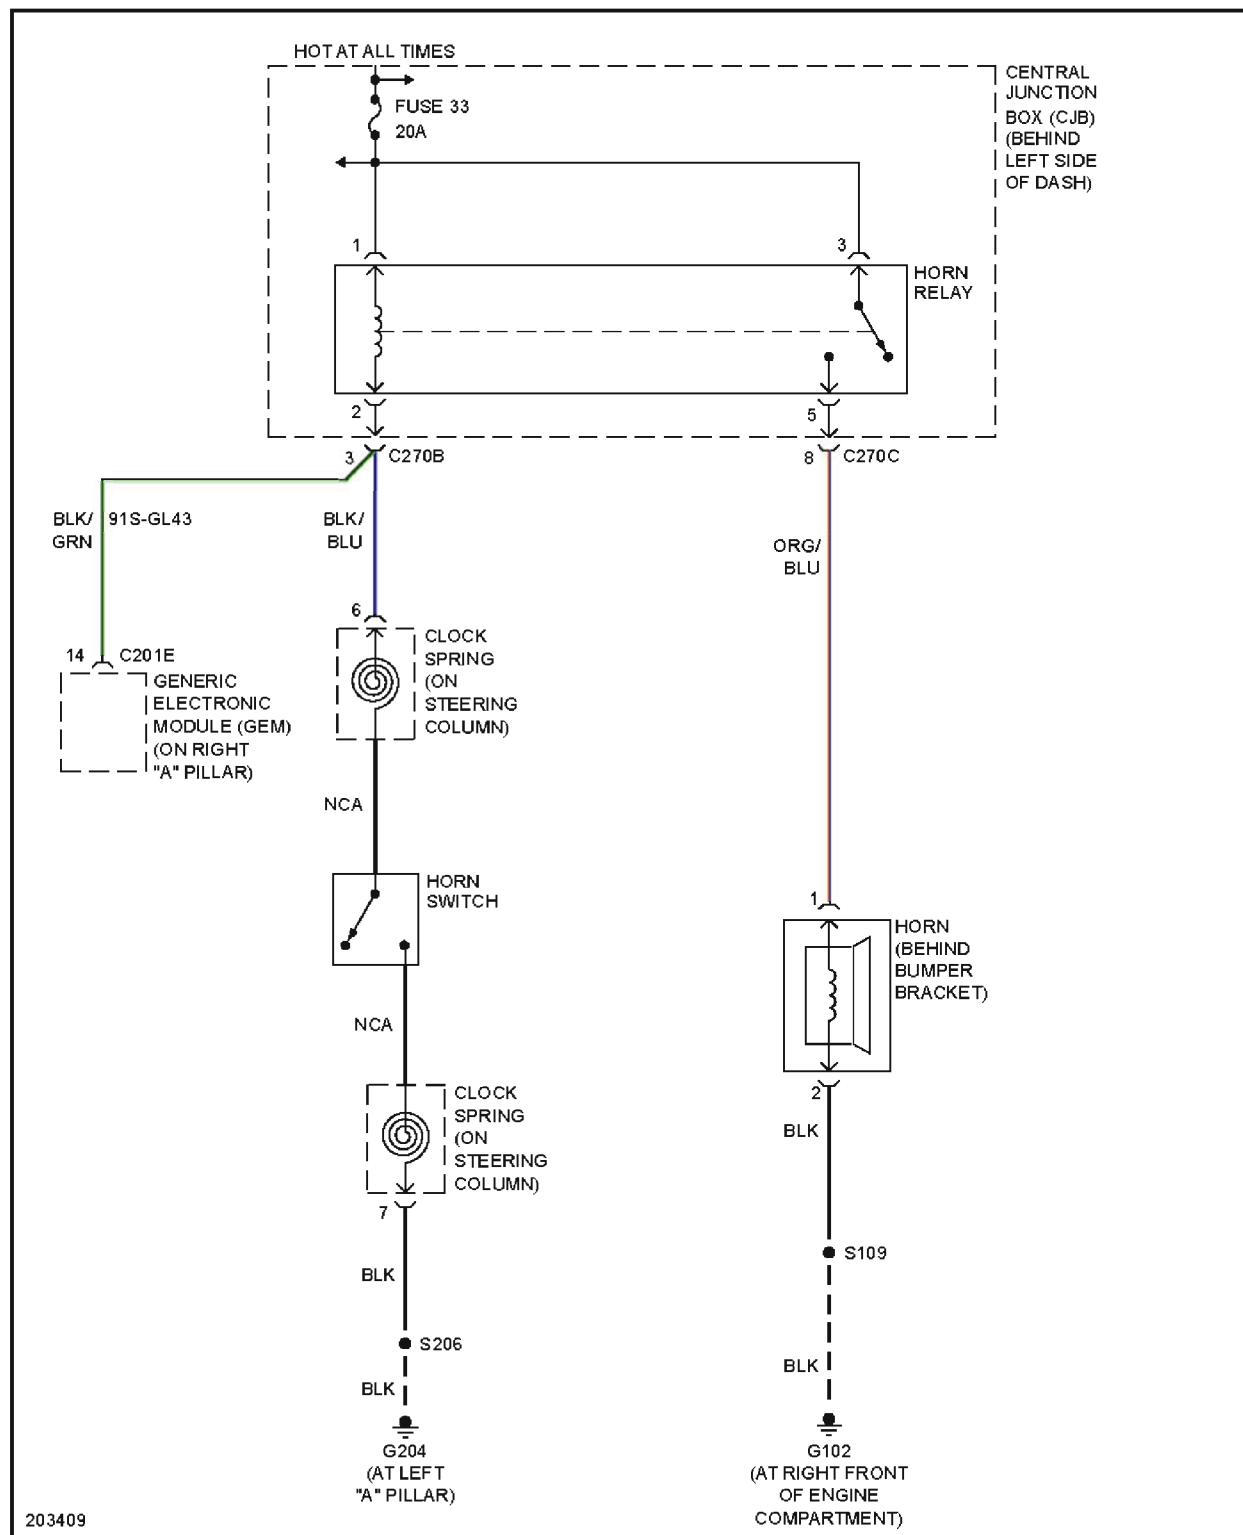 HOT AT ALL TIMES
FUSE 33
20A
CENTRAL
JUNCTION
BOX (CJB)
(BEHIND
LEFT SIDE
OF DASH)
1
3
HORN
RELAY
2
5
3
C270B
8
C270C
BLK/
GRN
91S-GL43
BLK/
BLU
ORG/
BLU
6
CLOCK
SPRING
(ON
STEERING
COLUMN)
14
C201E
GENERIC
ELECTRONIC
MODULE (GEM)
(ON RIGHT
"A" PILLAR)
NCA
HORN
SWITCH
1
HORN
(BEHIND
BUMPER
BRACKET)
NCA
2
CLOCK
SPRING
(ON
STEERING
COLUMN)
BLK
7
BLK
S109
S206
BLK
BLK
G204
(AT LEFT
"A" PILLAR)
G102
(AT RIGHT FRONT
OF ENGINE
COMPARTMENT)
203409